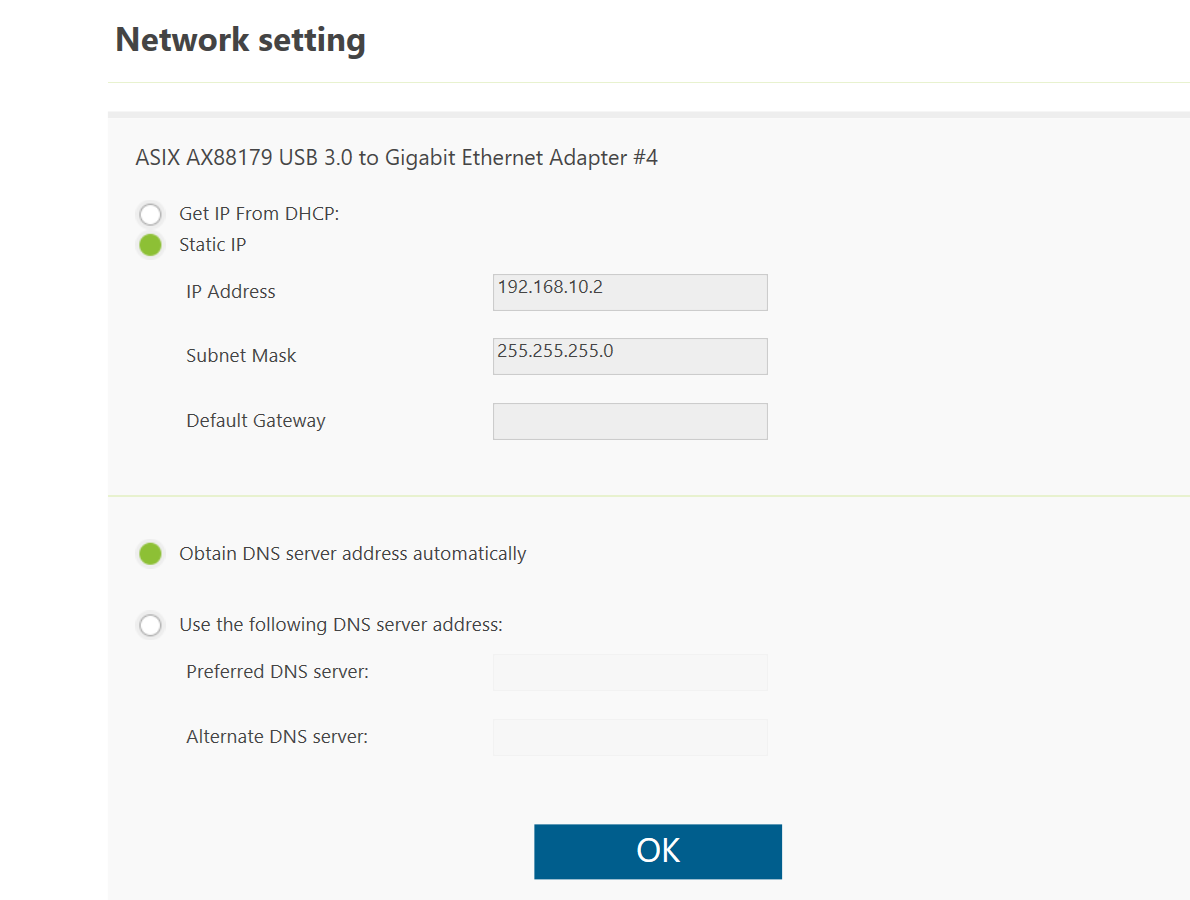 Network setting
ASIX AX88179 USB 3.0 to Gigabit Ethernet Adapter #4
Get IP From DHCP:
Static IP
IP Address
192.168.10.2
Subnet Mask
255.255.255.0
Default Gateway
Obtain DNS server address automatically
Use the following DNS server address:
Preferred DNS server:
Alternate DNS server:
OK